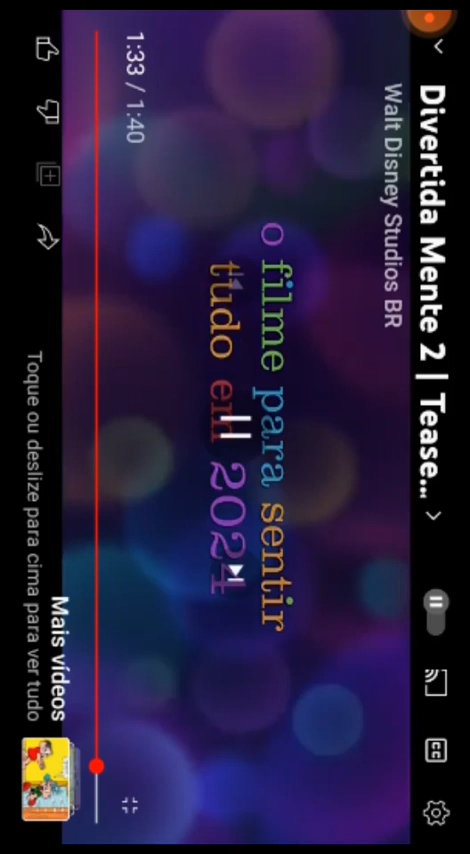 Divertida Mente 2 | Tease...
Walt Disney Studios BR
CC
o filme para sentir
tudo em 2024
1:33 / 1:40
Mais vídeos
Toque ou deslize para cima para ver tudo